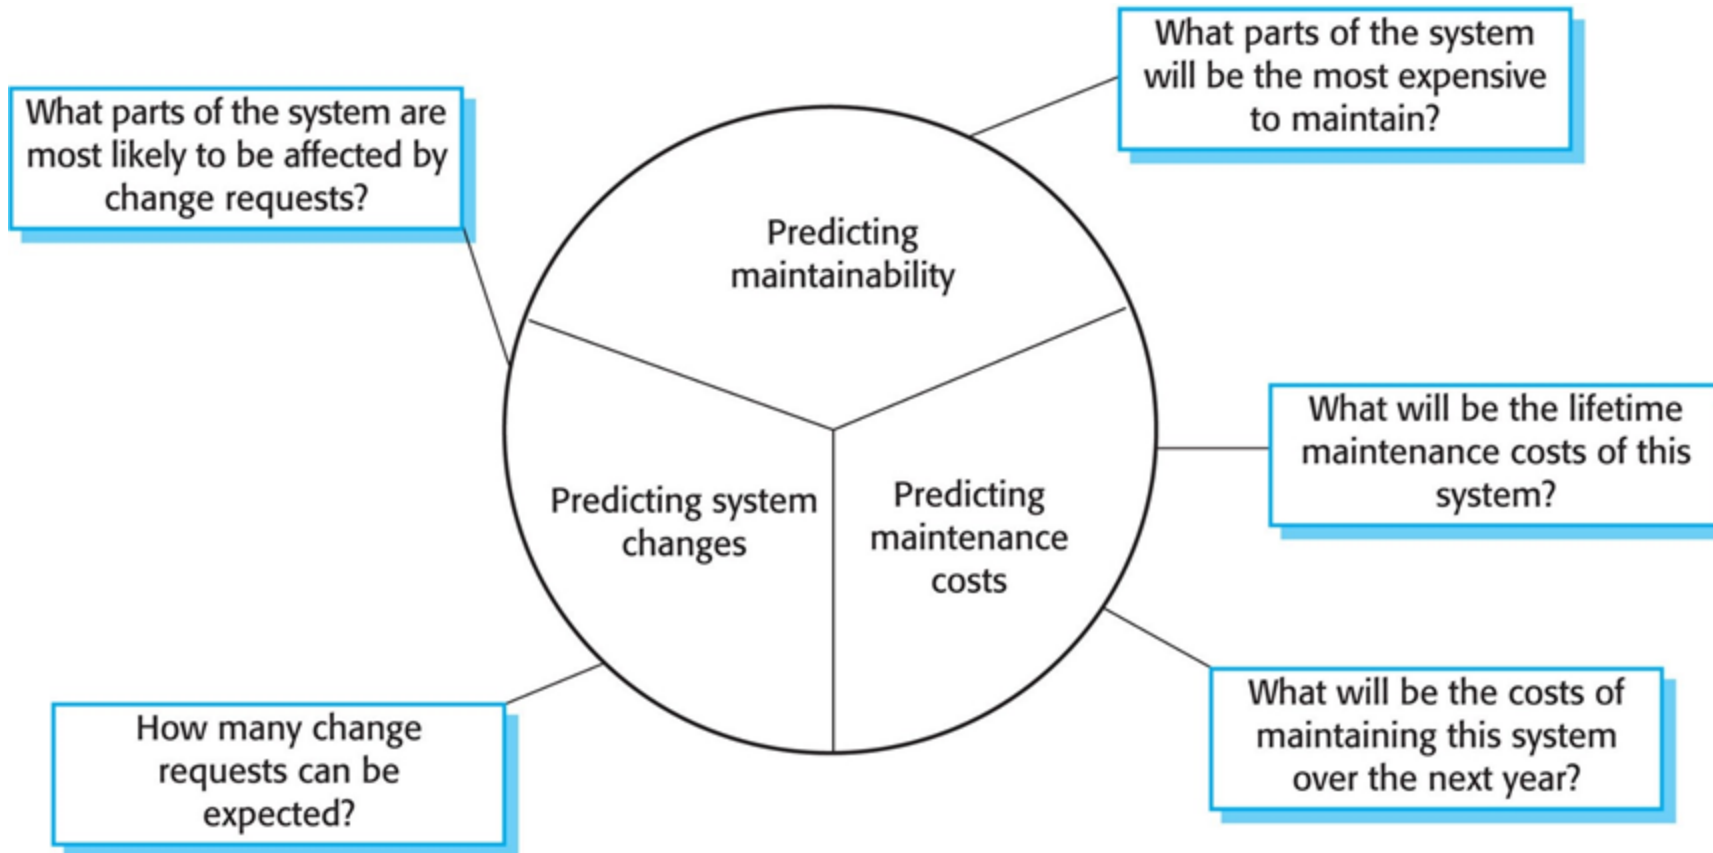 What parts of the system
will be the most expensive
to maintain?
What parts of the system are
most likely to be affected by
change requests?
Predicting
maintainability
What will be the lifetime
maintenance costs of this
system?
Predicting system
changes
Predicting
maintenance
costs
What will be the costs of
maintaining this system
over the next year?
How many change
requests can be
expected?